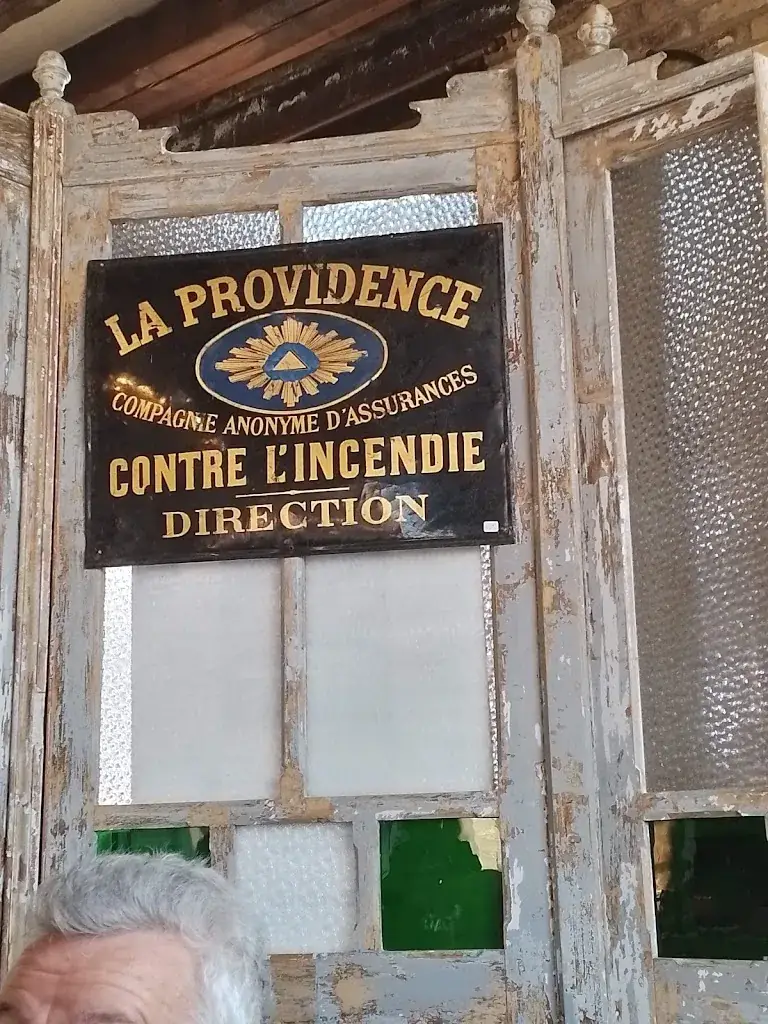 LA PROVIDENCE
COMPAGNIE ANONYME D'ASSURANCES
CONTRE L'INCENDIE
DIRECTION